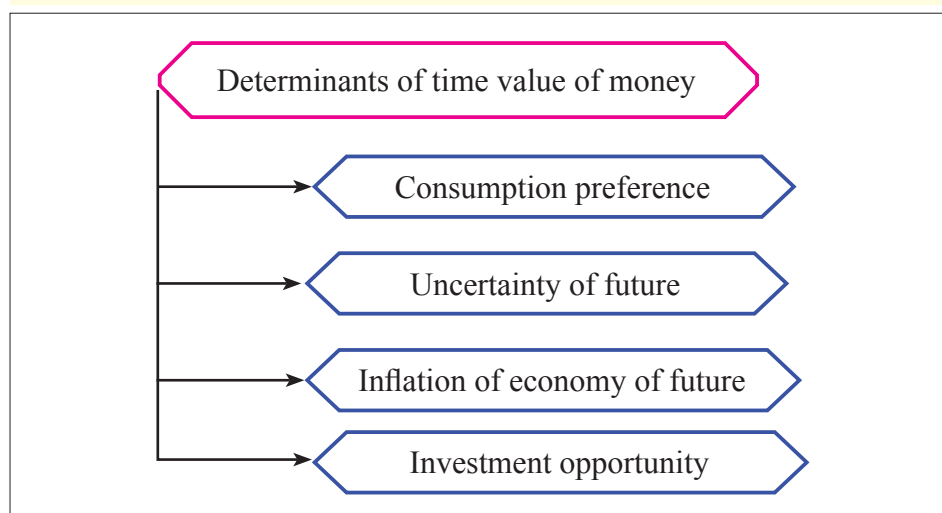 Determinants of time value of money
Consumption preference
Uncertainty of future
Inflation of economy of future
Investment opportunity